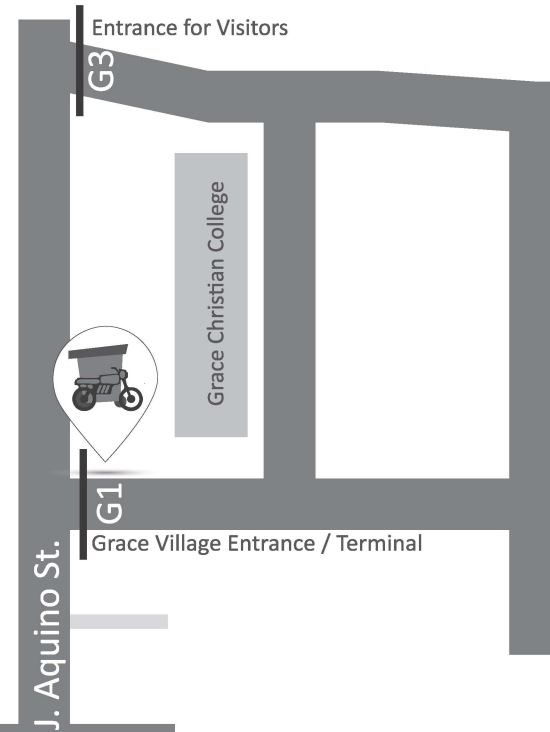 Entrance for Visitors
G3
Grace Christian College
G1
Grace Village Entrance / Terminal
J. Aquino St.